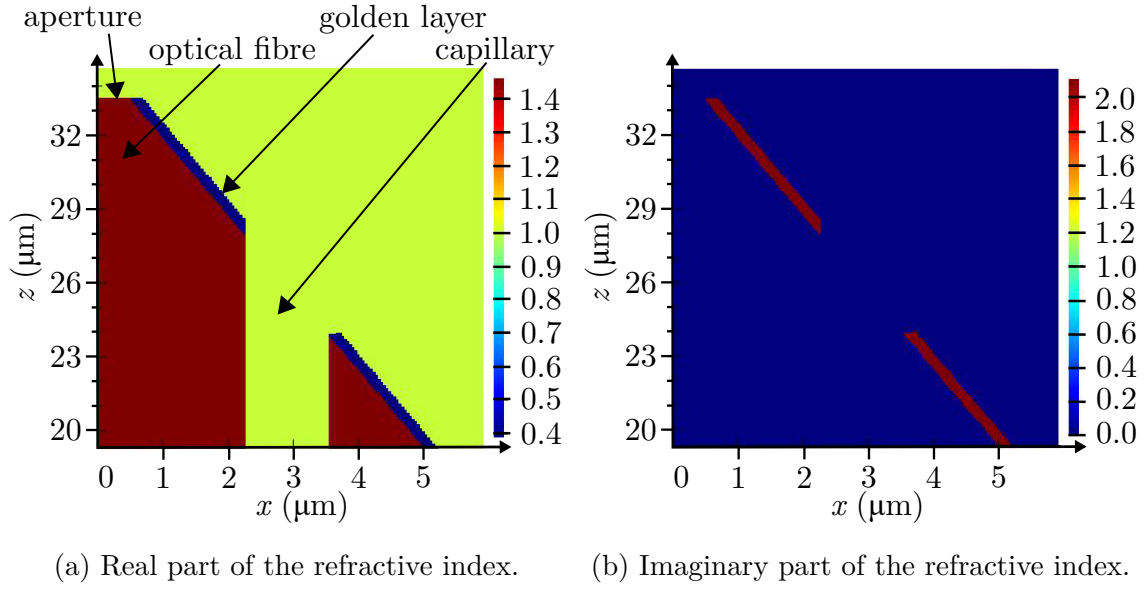 aperture
golden layer
optical fibre
capillary
32
29
26
23
20
z (µm)
0 1 2 3 4 5
x (µm)
1.4
1.3
1.2
1.1
1.0
0.9
0.8
0.7
0.6
0.5
0.4
32
29
26
23
20
z (µm)
0 1 2 3 4 5
x (µm)
2.0
1.8
1.6
1.4
1.2
1.0
0.8
0.6
0.4
0.2
0.0
(a) Real part of the refractive index.
(b) Imaginary part of the refractive index.